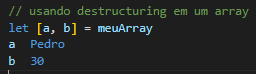 // usando destructuring em um array
let [a, b] = meuArray
a  Pedro
b  30